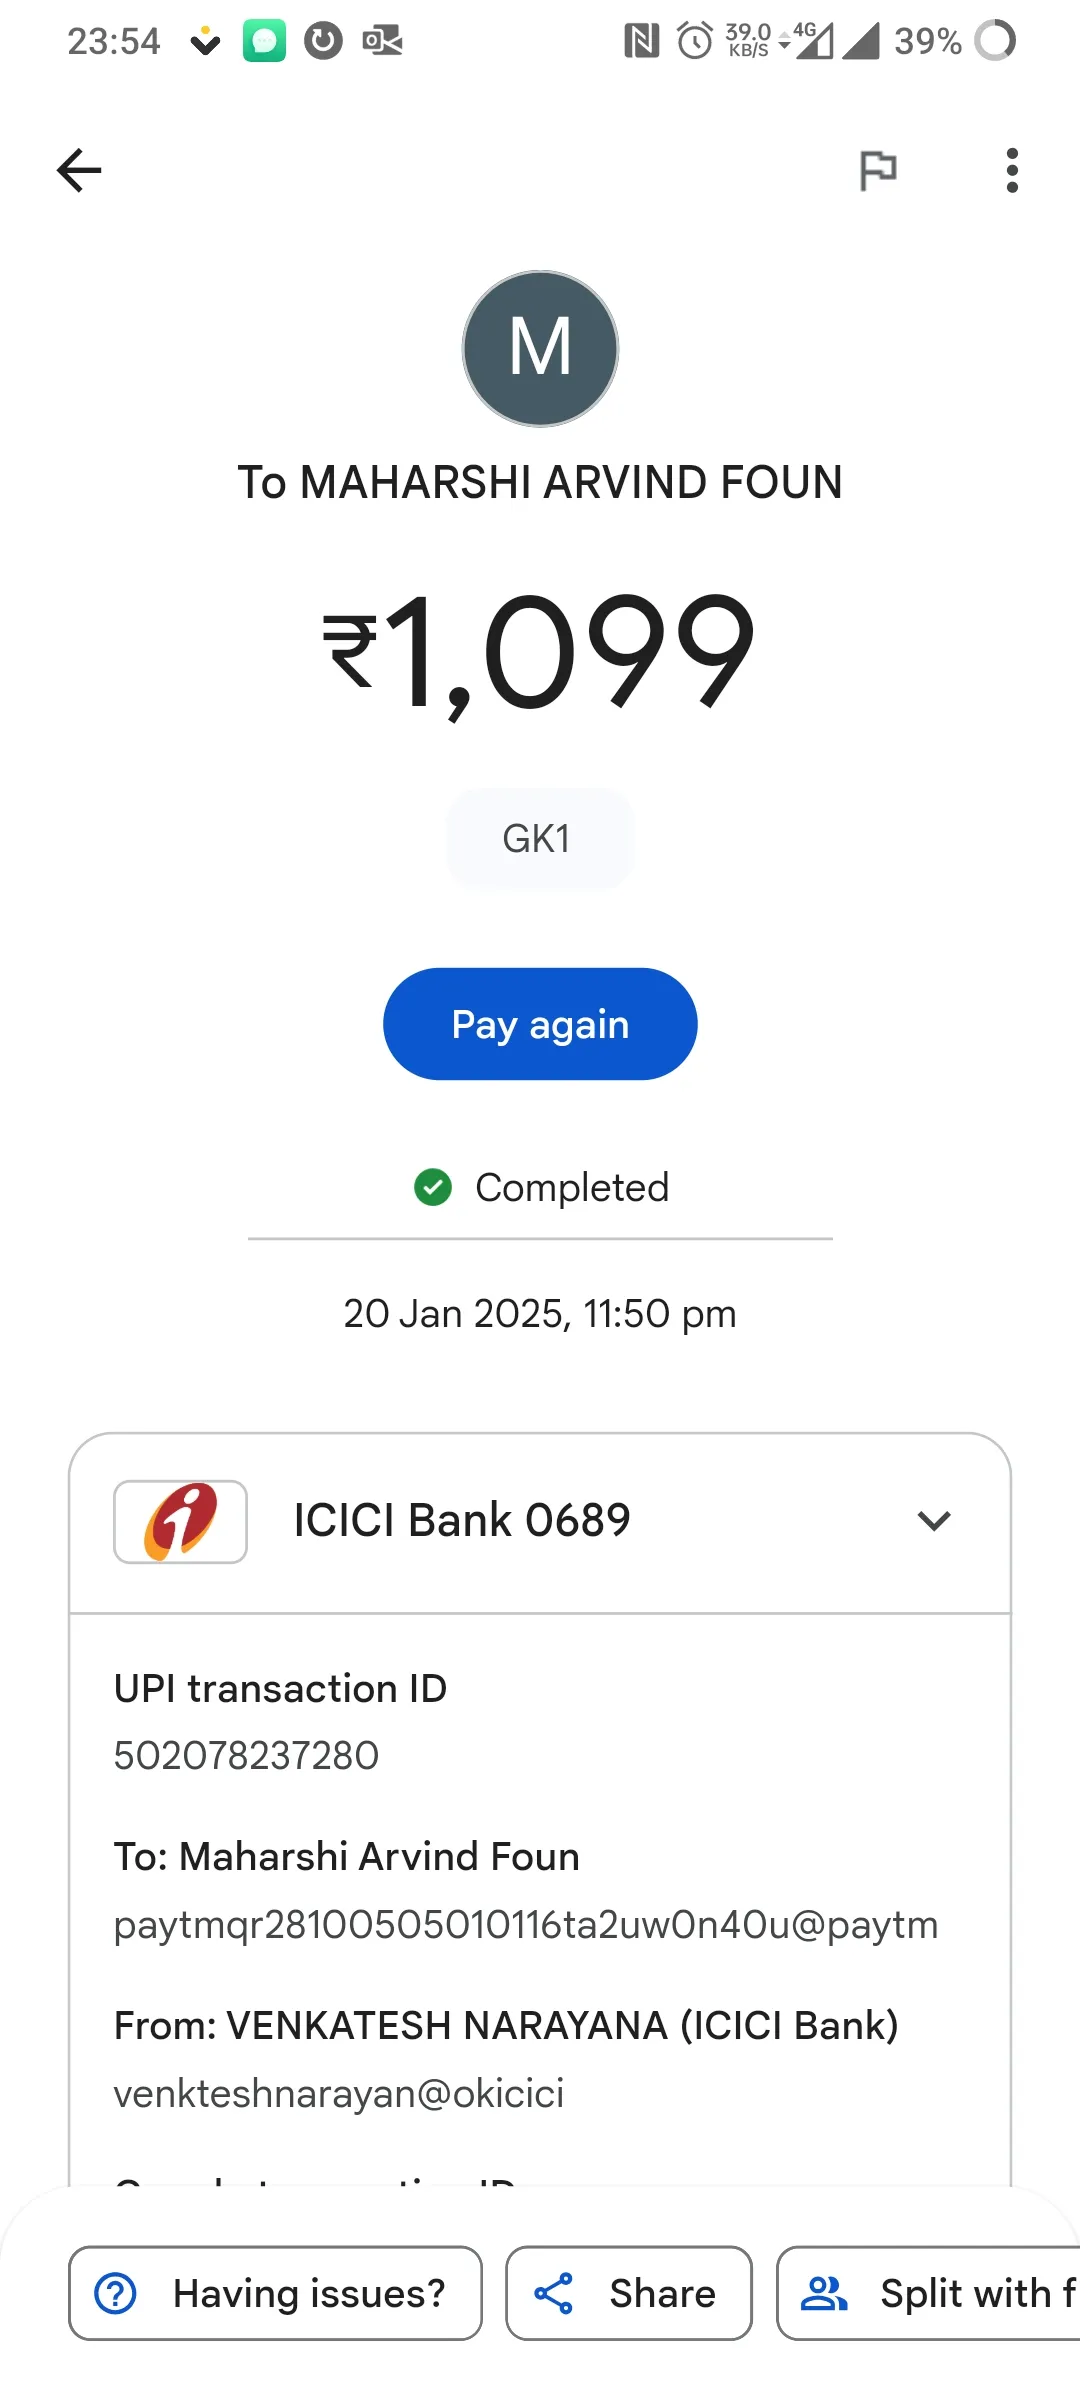 23:54 39.0 KB/S 4G 39%
M
To MAHARSHI ARVIND FOUN
₹1,099
GK1
Pay again
Completed
20 Jan 2025, 11:50 pm
ICICI Bank 0689
UPI transaction ID
502078237280
To: Maharshi Arvind Foun
paytmqr28100505010116ta2uw0n40u@paytm
From: VENKATESH NARAYANA (ICICI Bank)
venkteshnarayan@okicici
Having issues?
Share
Split with f